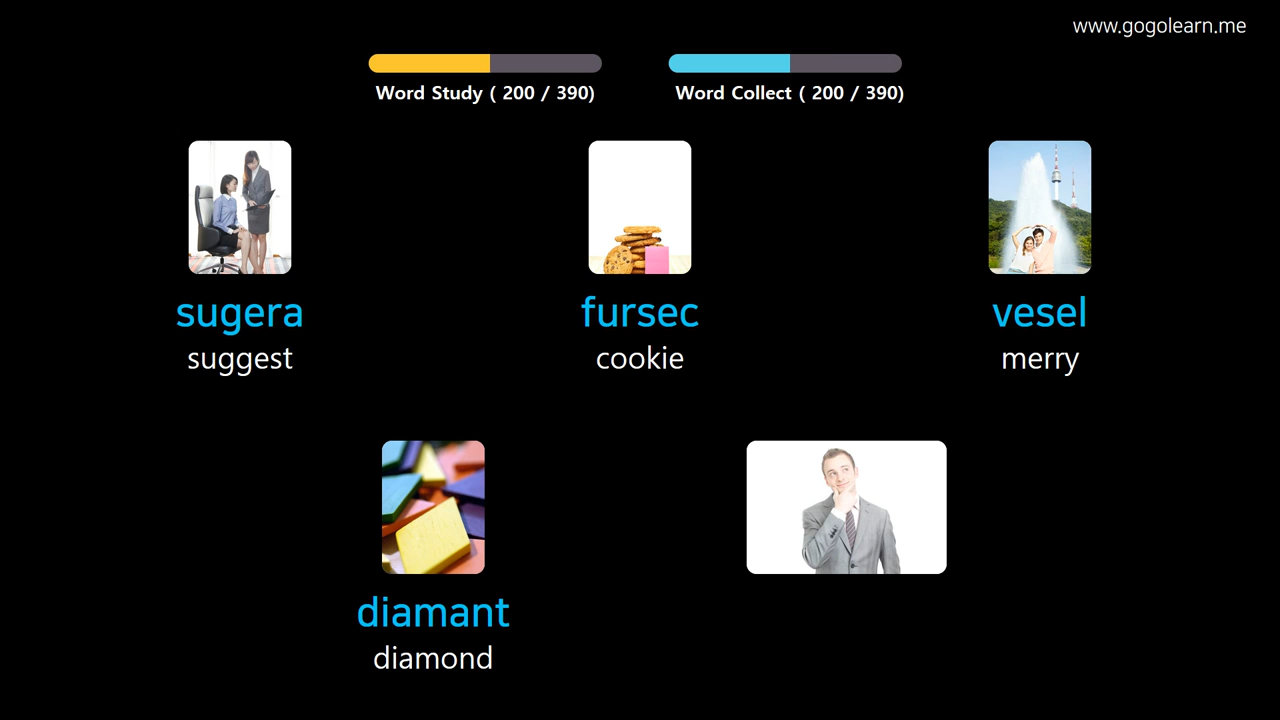 www.gogolearn.me
Word Study ( 200 / 390)
Word Collect ( 200 / 390)
sugera
suggest
fursec
cookie
vesel
merry
diamant
diamond